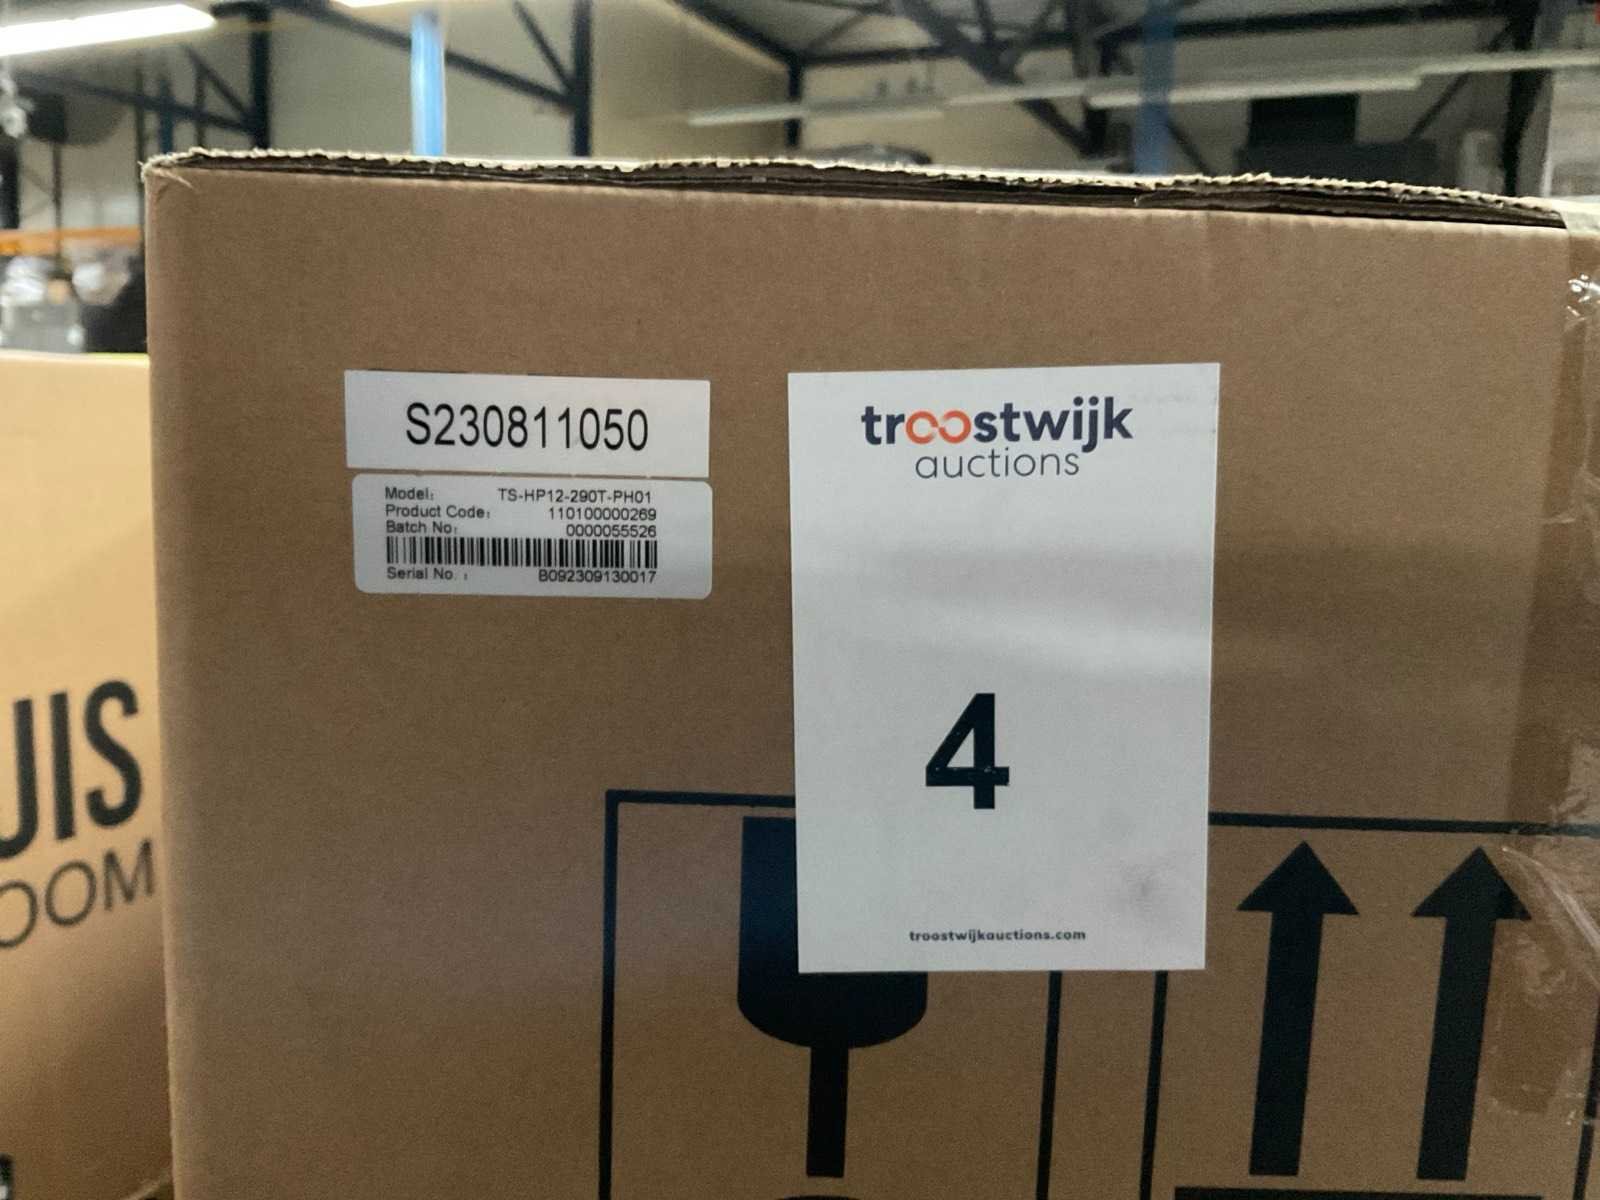 S230811050
Model: TS-HP12-290T-PH01
Product Code: 110100000269
Batch No: 0000055526
Serial No. : B092309130017
troostwijk
auctions
4
troostwijkauctions.com
UIS
OOM